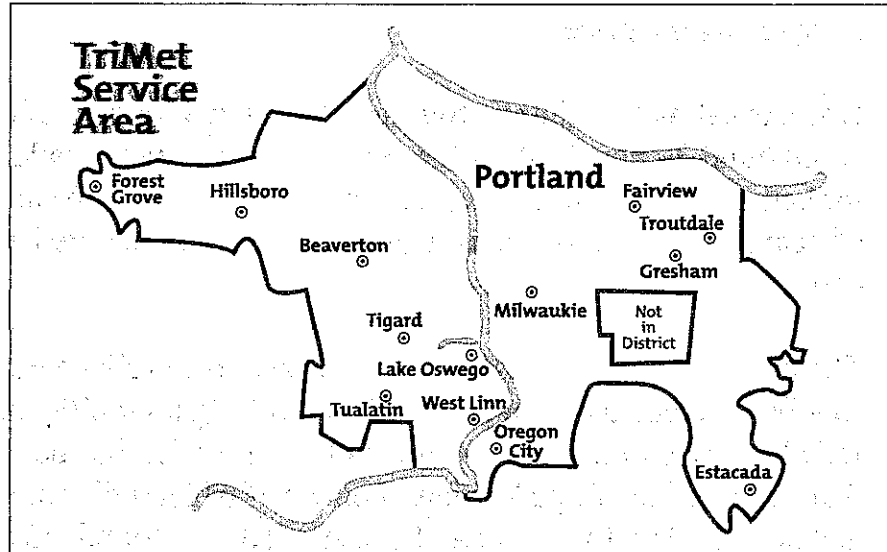 TriMet
Service
Area
Portland
Forest
Grove
Hillsboro
Fairview
Troutdale
Beaverton
Gresham
Milwaukie
Not
in
District
Tigard
Lake Oswego
Tualatin
West Linn
Oregon
City
Estacada